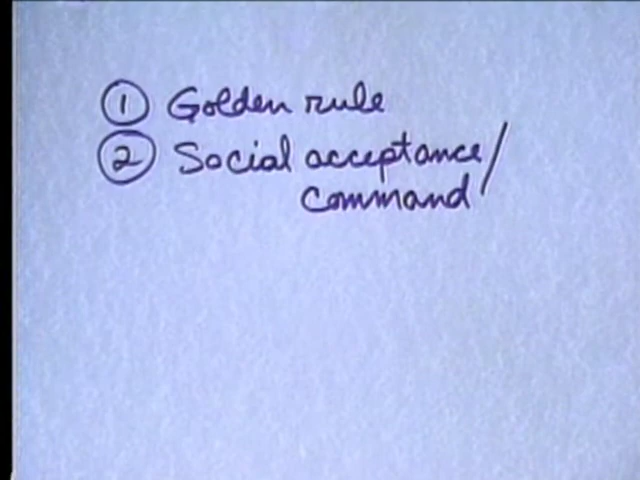 ① Golden rule
② Social acceptance/
command